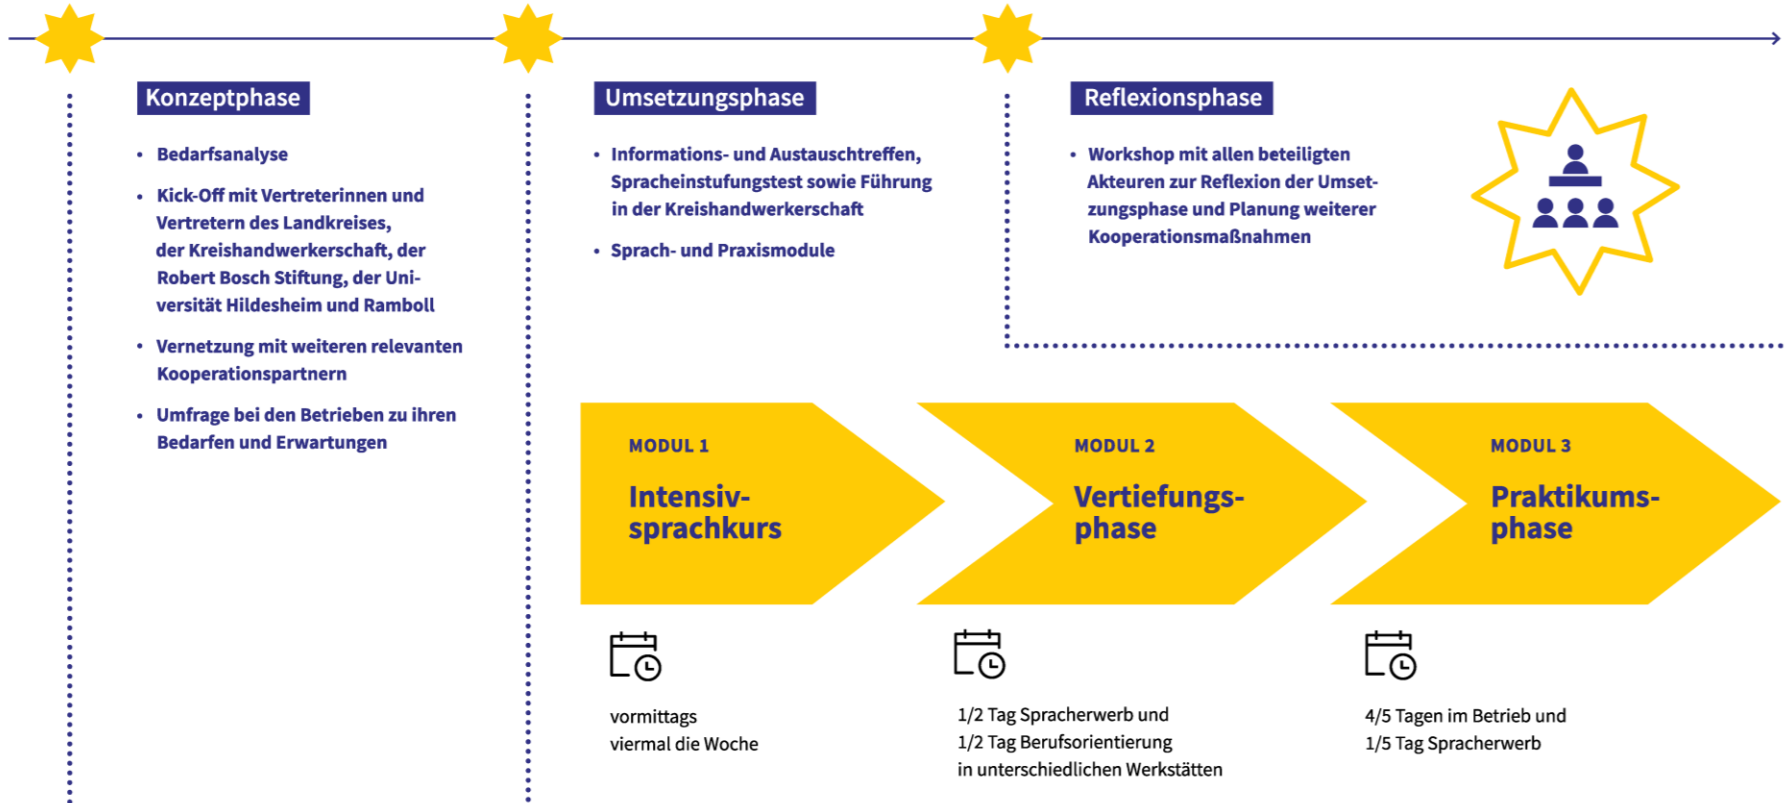 Konzeptphase
• Bedarfsanalyse
• Kick-Off mit Vertreterinnen und
Vertretern des Landkreises,
der Kreishandwerkerschaft, der
Robert Bosch Stiftung, der Uni-
versität Hildesheim und Ramboll
• Vernetzung mit weiteren relevanten
Kooperationspartnern
• Umfrage bei den Betrieben zu ihren
Bedarfen und Erwartungen
Umsetzungsphase
• Informations- und Austauschtreffen,
Spracheinstufungstest sowie Führung
in der Kreishandwerkerschaft
• Sprach- und Praxismodule
Reflexionsphase
• Workshop mit allen beteiligten
Akteuren zur Reflexion der Umset-
zungsphase und Planung weiterer
Kooperationsmaßnahmen
MODUL 1
Intensiv-
sprachkurs
vormittags
viermal die Woche
MODUL 2
Vertiefungs-
phase
1/2 Tag Spracherwerb und
1/2 Tag Berufsorientierung
in unterschiedlichen Werkstätten
MODUL 3
Praktikums-
phase
4/5 Tagen im Betrieb und
1/5 Tag Spracherwerb